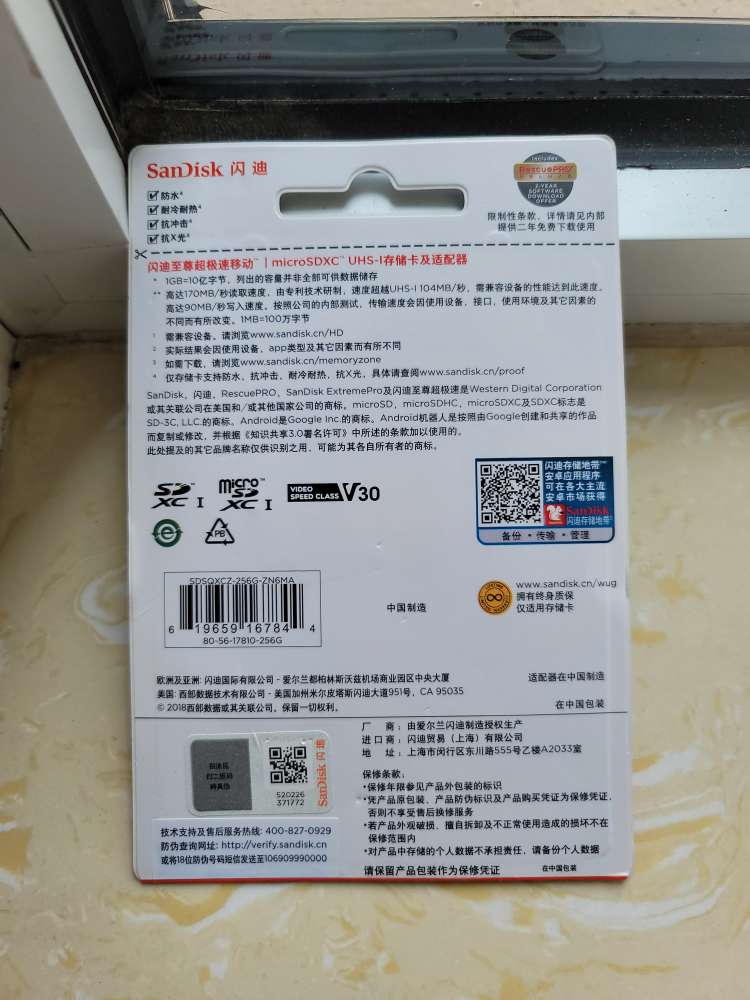 SanDisk 闪迪
防水⁴
耐冷耐热⁴
抗冲击⁴
抗X光⁴
Includes
RescuePRO
DELUXE
2-YEAR
SOFTWARE
DOWNLOAD
OFFER
限制性条款,详情请见内部
提供二年免费下载使用
闪迪至尊超极速移动™ | microSDXC™ UHS-I存储卡及适配器
* 1GB=10亿字节,列出的容量并非全部可供数据储存
** 高达170MB/秒读取速度,由专利技术研制,速度超越UHS-I 104MB/秒,需兼容设备的性能达到此速度。
高达90MB/秒写入速度。按照公司的内部测试,传输速度会因使用设备,接口,使用环境及其它因素的
不同而有所改变。1MB=100万字节
¹ 需兼容设备。请浏览www.sandisk.cn/HD
² 实际结果会因使用设备、app类型及其它因素而有所不同
³ 如需下载,请浏览www.sandisk.cn/memoryzone
⁴ 仅存储卡支持防水,抗冲击,耐冷耐热,抗X光,具体请查阅www.sandisk.cn/proof
SanDisk,闪迪,RescuePRO,SanDisk ExtremePro及闪迪至尊超极速是Western Digital Corporation
或其关联公司在美国和/或其他国家公司的商标。microSD,microSDHC,microSDXC及SDXC标志是
SD-3C, LLC.的商标。Android是Google Inc.的商标。Android机器人是按照由Google创建和共享的作品
而复制或修改,并根据《知识共享3.0署名许可》中所述的条款加以使用的。
此处提及的其它品牌名称仅供识别之用,可能为其各自所有者的商标。
SD XC I
micro SD XC I
VIDEO SPEED CLASS V30
闪迪存储地带™
安卓应用程序
可在各大主流
安卓市场获得
SanDisk
闪迪存储地带³
备份·传输·管理
e
PB
SDSQXCZ-256G-ZN6MA
6 19659 16784 4
80-56-17810-256G
中国制造
www.sandisk.cn/wug
拥有终身质保
仅适用存储卡
欧洲及亚洲: 闪迪国际有限公司 - 爱尔兰都柏林斯沃兹机场商业园区中央大厦
美国: 西部数据技术有限公司 - 美国加州米尔皮塔斯闪迪大道951号, CA 95035
© 2018西部数据或其关联公司。保留一切权利。
适配器在中国制造
在中国包装
厂 商:由爱尔兰闪迪制造授权生产
进 口 商:闪迪贸易(上海)有限公司
地 址:上海市闵行区东川路555号乙楼A2033室
刮涂层
扫二维码
辨真伪
520226
371772
SanDisk 闪迪
保修条款:
•保修年限参见产品外包装的标识
•凭产品原包装、产品防伪标识及产品购买凭证为保修凭证,
否则不享受售后换修服务
•若产品外观破损、擅自拆卸及不正常使用造成的损坏不在
保修范围内
•对产品中存储的个人数据不承担责任,请备份个人数据
技术支持及售后服务热线: 400-827-0929
防伪查询网址: http://verify.sandisk.cn
或将18位防伪号码短信发送至106909990000
请保留产品包装作为保修凭证
在中国包装